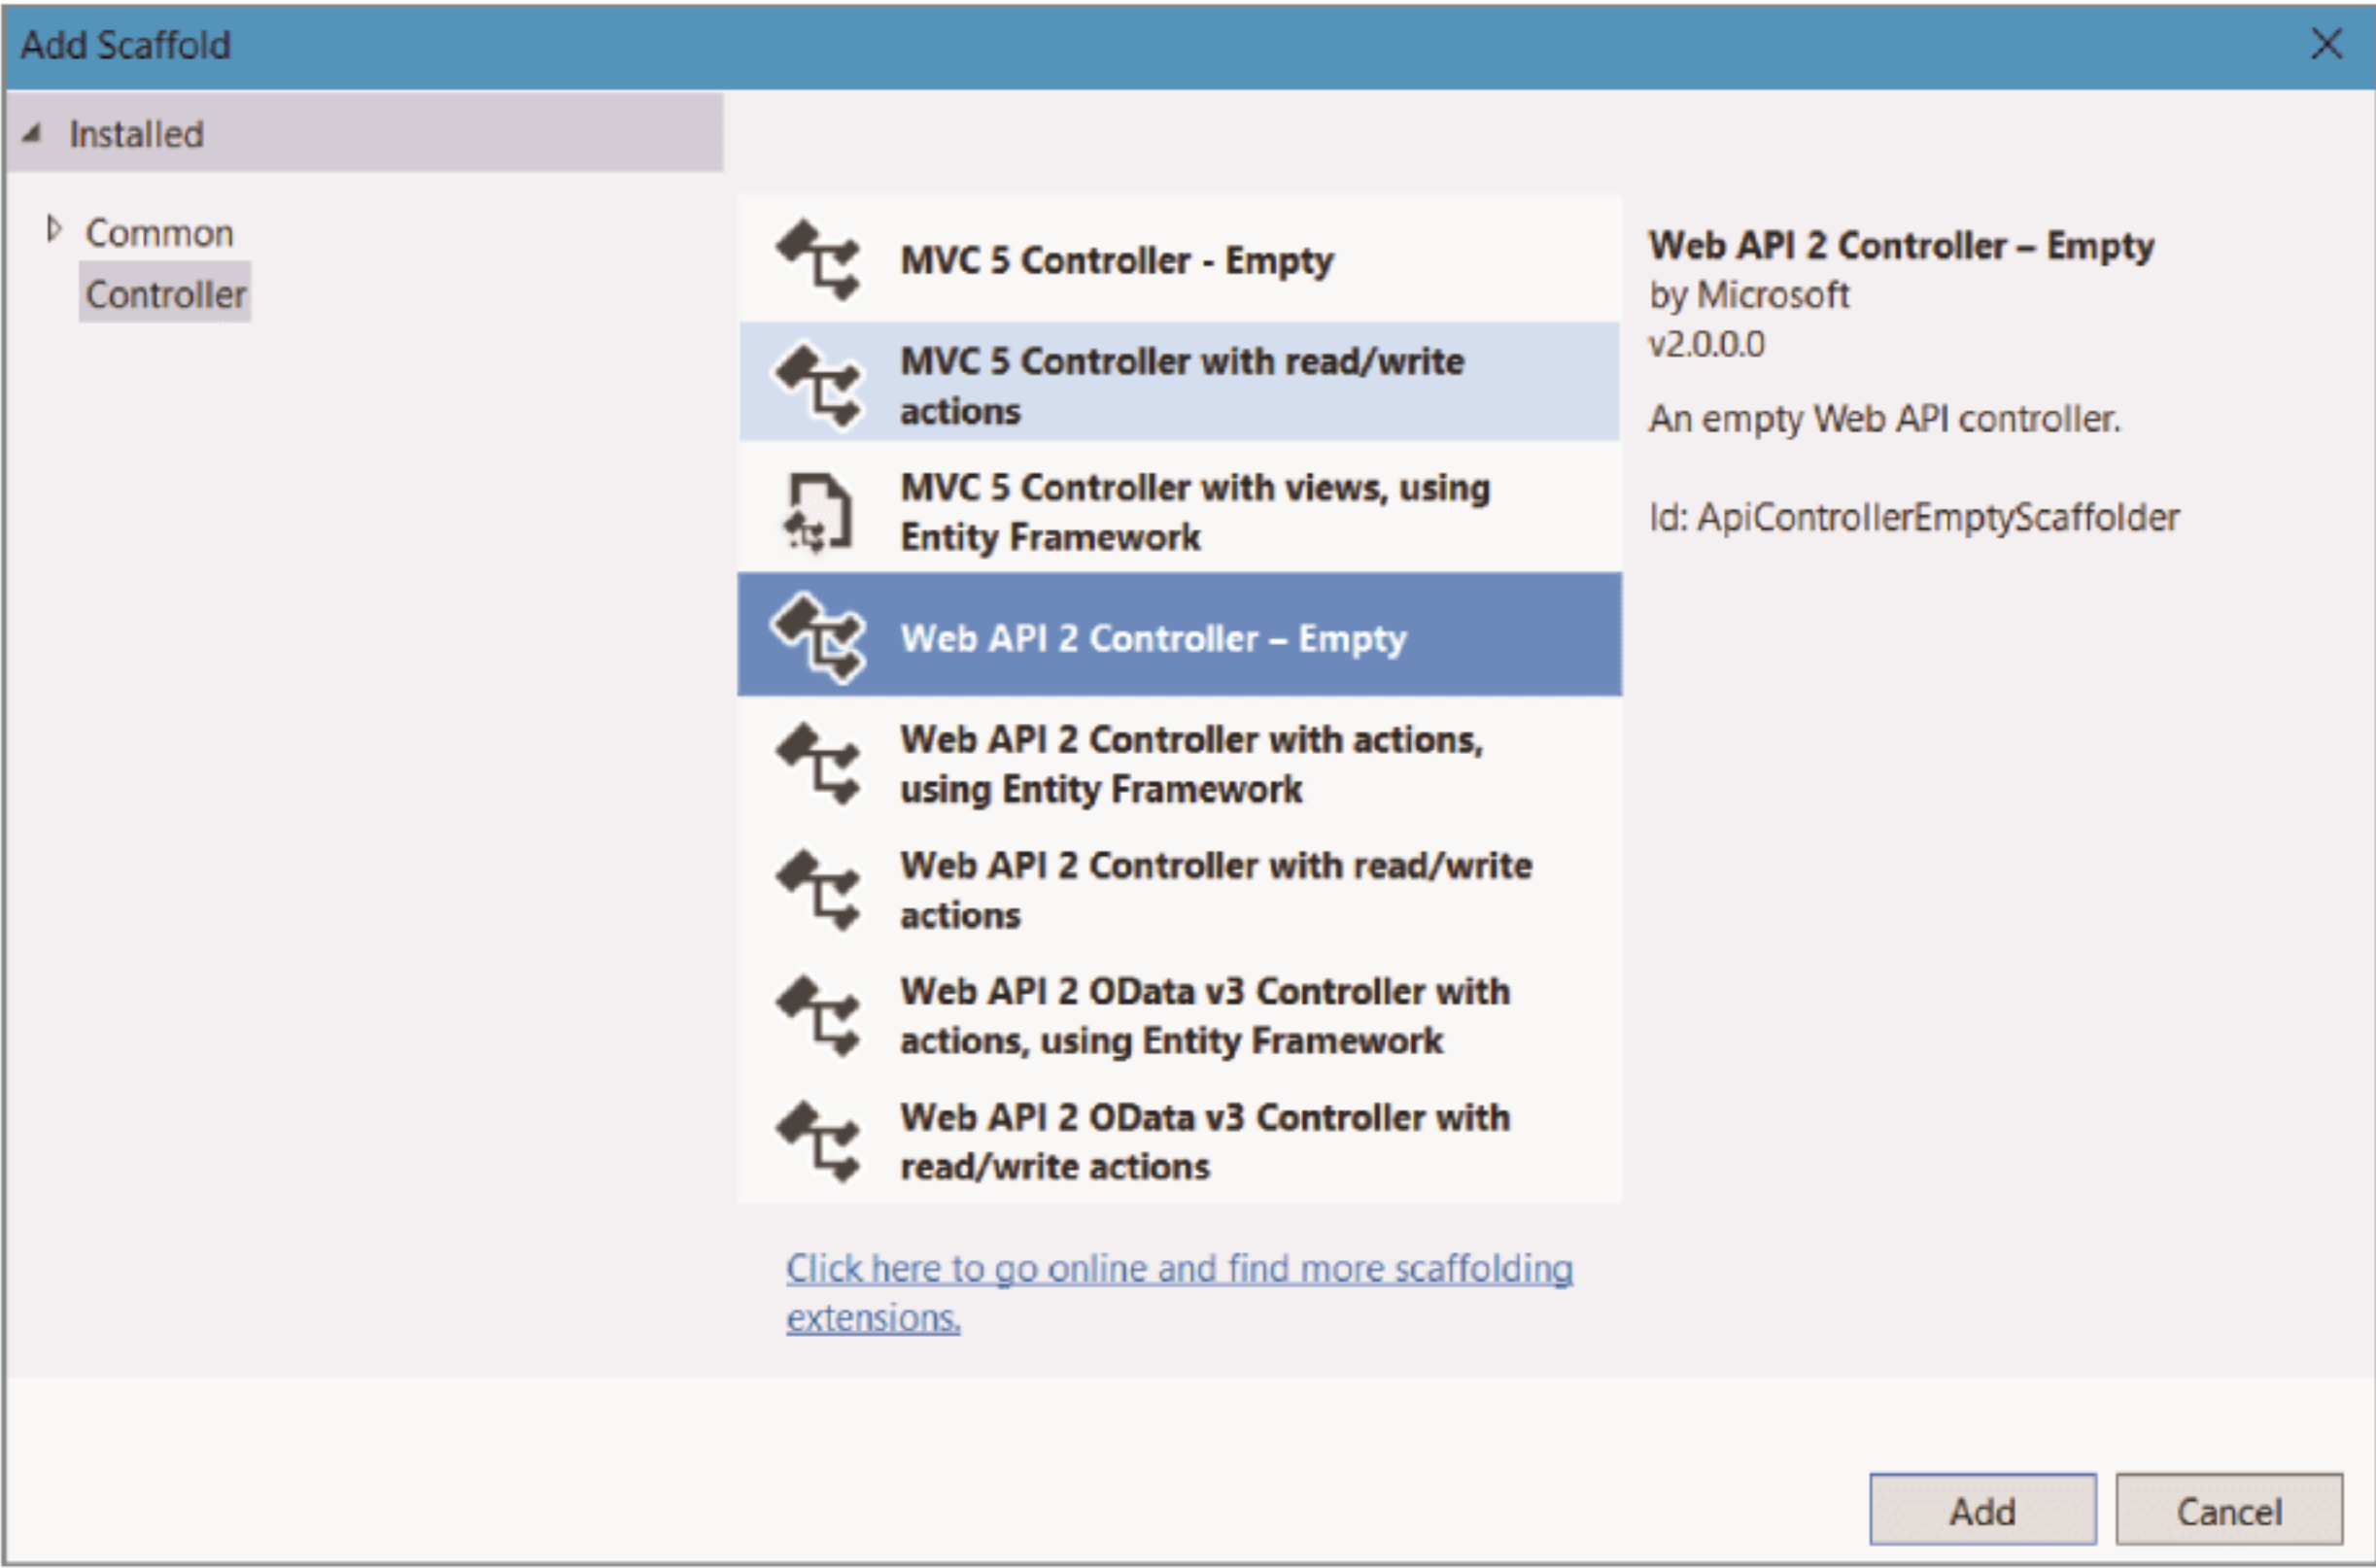 Add Scaffold
Installed
Common
Controller
MVC 5 Controller - Empty
MVC 5 Controller with read/write
actions
MVC 5 Controller with views, using
Entity Framework
Web API 2 Controller – Empty
Web API 2 Controller with actions,
using Entity Framework
Web API 2 Controller with read/write
actions
Web API 2 OData v3 Controller with
actions, using Entity Framework
Web API 2 OData v3 Controller with
read/write actions
Click here to go online and find more scaffolding
extensions.
Web API 2 Controller – Empty
by Microsoft
v2.0.0.0
An empty Web API controller.
Id: ApiControllerEmptyScaffolder
Add
Cancel